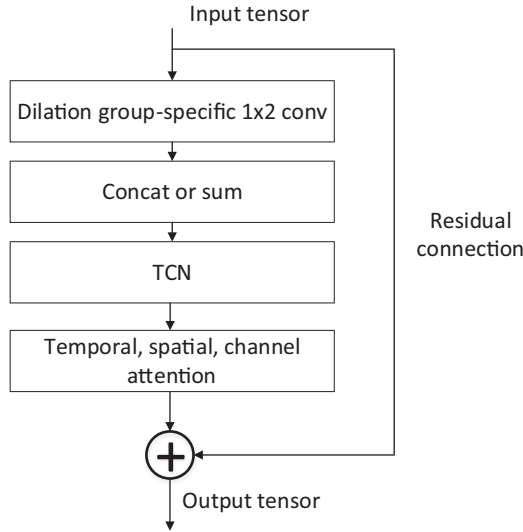 Input tensor
Dilation group-specific 1x2 conv
Concat or sum
TCN
Temporal, spatial, channel
attention
Residual
connection
+
Output tensor